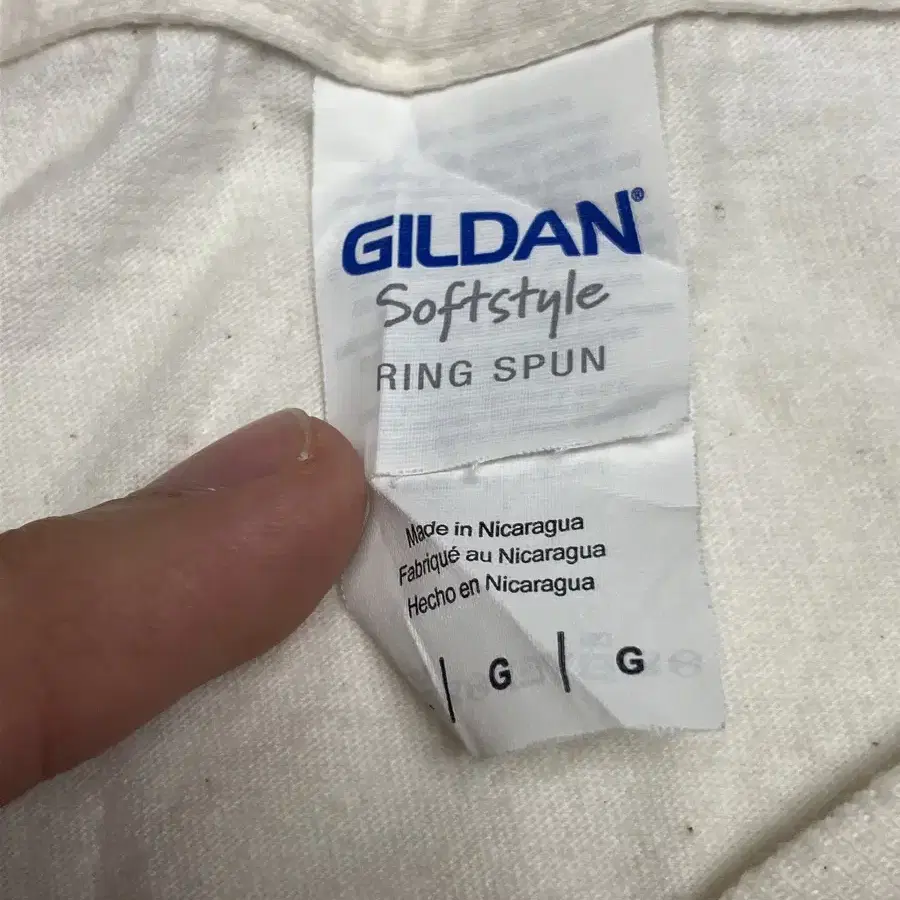 GILDAN®
Softstyle
RING SPUN
Made in Nicaragua
Fabriqué au Nicaragua
Hecho en Nicaragua
| G | G